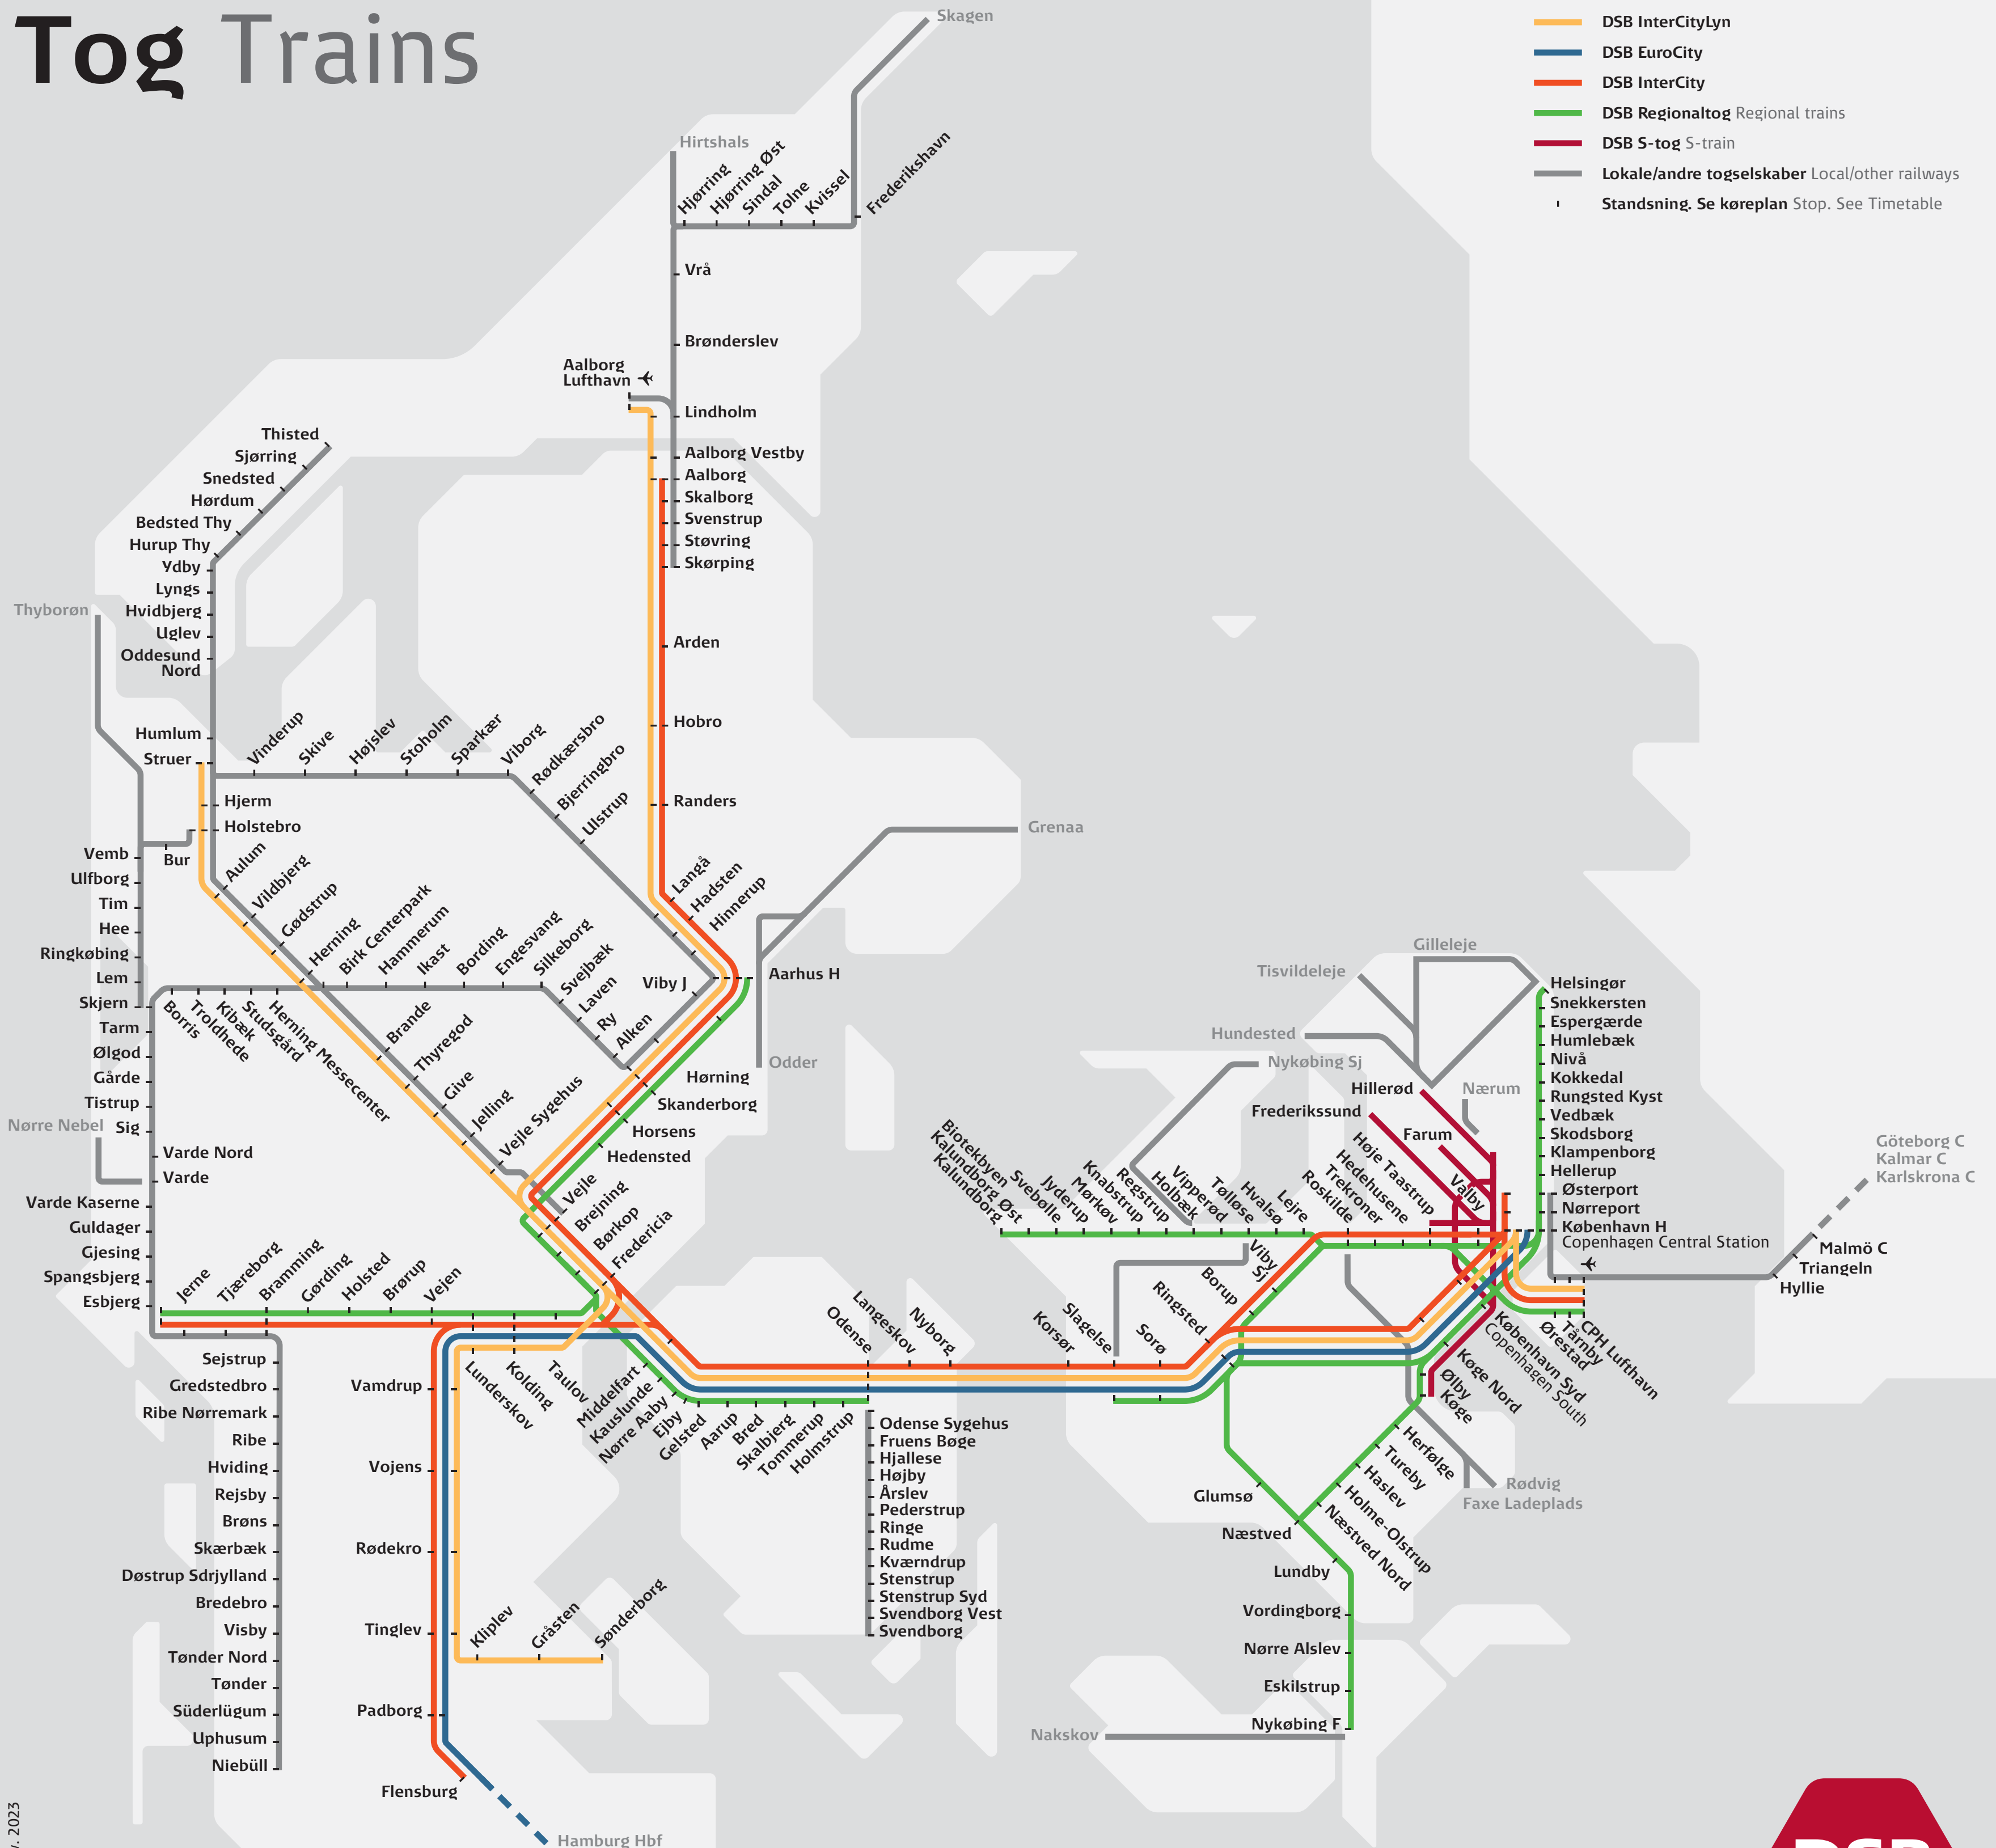 Tog Trains
DSB InterCityLyn
DSB EuroCity
DSB InterCity
DSB Regionaltog Regional trains
DSB S-tog S-train
Lokale/andre togselskaber Local/other railways
Standsning. Se køreplan Stop. See Timetable
Skagen
Hirtshals
Hjørring
Hjørring Øst
Sindal
Tolne
Kvissel
Frederikshavn
Vrå
Brønderslev
Aalborg
Lufthavn
Lindholm
Aalborg Vestby
Aalborg
Skalborg
Svenstrup
Støvring
Skørping
Arden
Hobro
Randers
Langå
Hadsten
Hinnerup
Aarhus H
Grenaa
Odder
Thisted
Sjørring
Snedsted
Hørdum
Bedsted Thy
Hurup Thy
Ydby
Lyngs
Hvidbjerg
Uglev
Oddesund
Nord
Humlum
Struer
Thyborøn
Vinderup
Skive
Højslev
Stoholm
Sparkær
Viborg
Rødkærsbro
Bjerringbro
Ulstrup
Hjerm
Holstebro
Bur
Vemb
Ulfborg
Tim
Hee
Ringkøbing
Lem
Skjern
Tarm
Ølgod
Gårde
Tistrup
Sig
Nørre Nebel
Varde Nord
Varde
Varde Kaserne
Guldager
Gjesing
Spangsbjerg
Esbjerg
Aulum
Vildbjerg
Gødstrup
Herning
Birk Centerpark
Hammerum
Ikast
Bording
Engesvang
Silkeborg
Svejbæk
Laven
Ry
Alken
Viby J
Borris
Troldhede
Kibæk
Studsgård
Herning Messecenter
Brande
Thyregod
Give
Jelling
Vejle Sygehus
Hørning
Skanderborg
Horsens
Hedensted
Vejle
Brejning
Børkop
Fredericia
Jerne
Tjæreborg
Bramming
Gørding
Holsted
Brørup
Vejen
Lunderskov
Kolding
Taulov
Middelfart
Kauslunde
Nørre Aaby
Ejby
Gelsted
Aarup
Bred
Skalbjerg
Tommerup
Holmstrup
Odense
Langeskov
Nyborg
Korsør
Slagelse
Sorø
Ringsted
Borup
Viby
Sj
Sejstrup
Gredstedbro
Ribe Nørremark
Ribe
Hviding
Rejsby
Brøns
Skærbæk
Døstrup Sdrjylland
Bredebro
Visby
Tønder Nord
Tønder
Süderlügum
Uphusum
Niebüll
Vamdrup
Vojens
Rødekro
Tinglev
Padborg
Flensburg
Hamburg Hbf
Kliplev
Gråsten
Sønderborg
Odense Sygehus
Fruens Bøge
Hjallese
Højby
Årslev
Pederstrup
Ringe
Rudme
Kværndrup
Stenstrup
Stenstrup Syd
Svendborg Vest
Svendborg
Kalundborg
Kalundborg Øst
Biotekbyen
Svebølle
Jyderup
Mørkøv
Knabstrup
Regstrup
Holbæk
Vipperød
Tølløse
Hvalsø
Lejre
Roskilde
Trekroner
Hedehusene
Høje Taastrup
Valby
Nykøbing Sj
Gilleleje
Tisvildeleje
Hundested
Hillerød
Frederikssund
Farum
Nærum
Helsingør
Snekkersten
Espergærde
Humlebæk
Nivå
Kokkedal
Rungsted Kyst
Vedbæk
Skodsborg
Klampenborg
Hellerup
Østerport
Nørreport
København H
Copenhagen Central Station
Göteborg C
Kalmar C
Karlskrona C
Malmö C
Triangeln
Hyllie
CPH Lufthavn
Tårnby
Ørestad
København Syd
Copenhagen South
Køge Nord
Ølby
Køge
Herfølge
Tureby
Haslev
Holme-Olstrup
Næstved Nord
Rødvig
Faxe Ladeplads
Glumsø
Næstved
Lundby
Vordingborg
Nørre Alslev
Eskilstrup
Nykøbing F
Nakskov
2023
DSB